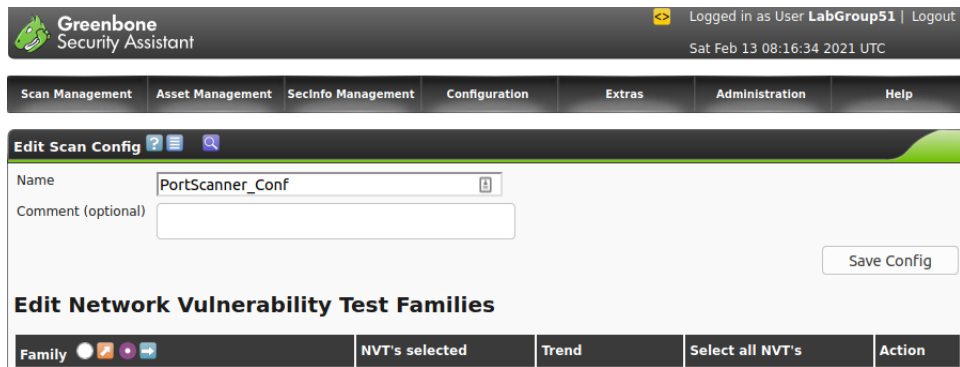 Greenbone
Security Assistant
Logged in as User LabGroup51 | Logout
Sat Feb 13 08:16:34 2021 UTC
Scan Management Asset Management SecInfo Management Configuration Extras Administration Help
Edit Scan Config ?
Name PortScanner_Conf
Comment (optional)
Save Config
Edit Network Vulnerability Test Families
Family NVT's selected Trend Select all NVT's Action